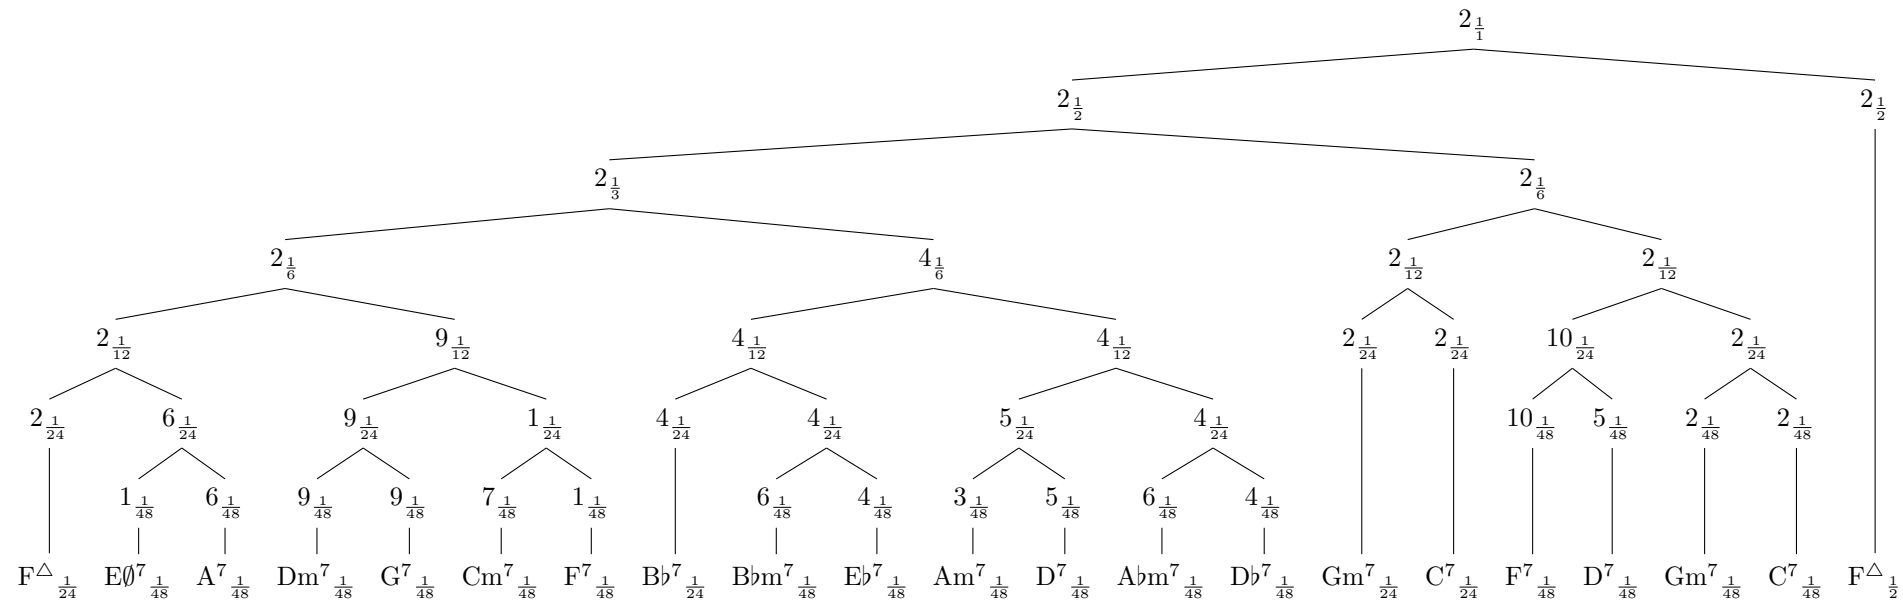 2 1/1
2 1/2 2 1/2
2 1/3 2 1/6
2 1/6 4 1/6 2 1/12 2 1/12
2 1/12 9 1/12 4 1/12 4 1/12 2 1/24 2 1/24 10 1/24 2 1/24
2 1/24 6 1/24 9 1/24 1 1/24 4 1/24 4 1/24 5 1/24 4 1/24 10 1/48 5 1/48 2 1/48 2 1/48
1 1/48 6 1/48 9 1/48 9 1/48 7 1/48 1 1/48 6 1/48 4 1/48 3 1/48 5 1/48 6 1/48 4 1/48
F△ 1/24 E∅⁷ 1/48 A⁷ 1/48 Dm⁷ 1/48 G⁷ 1/48 Cm⁷ 1/48 F⁷ 1/48 B♭⁷ 1/24 B♭m⁷ 1/48 E♭⁷ 1/48 Am⁷ 1/48 D⁷ 1/48 A♭m⁷ 1/48 D♭⁷ 1/48 Gm⁷ 1/24 C⁷ 1/24 F⁷ 1/48 D⁷ 1/48 Gm⁷ 1/48 C⁷ 1/48 F△ 1/2